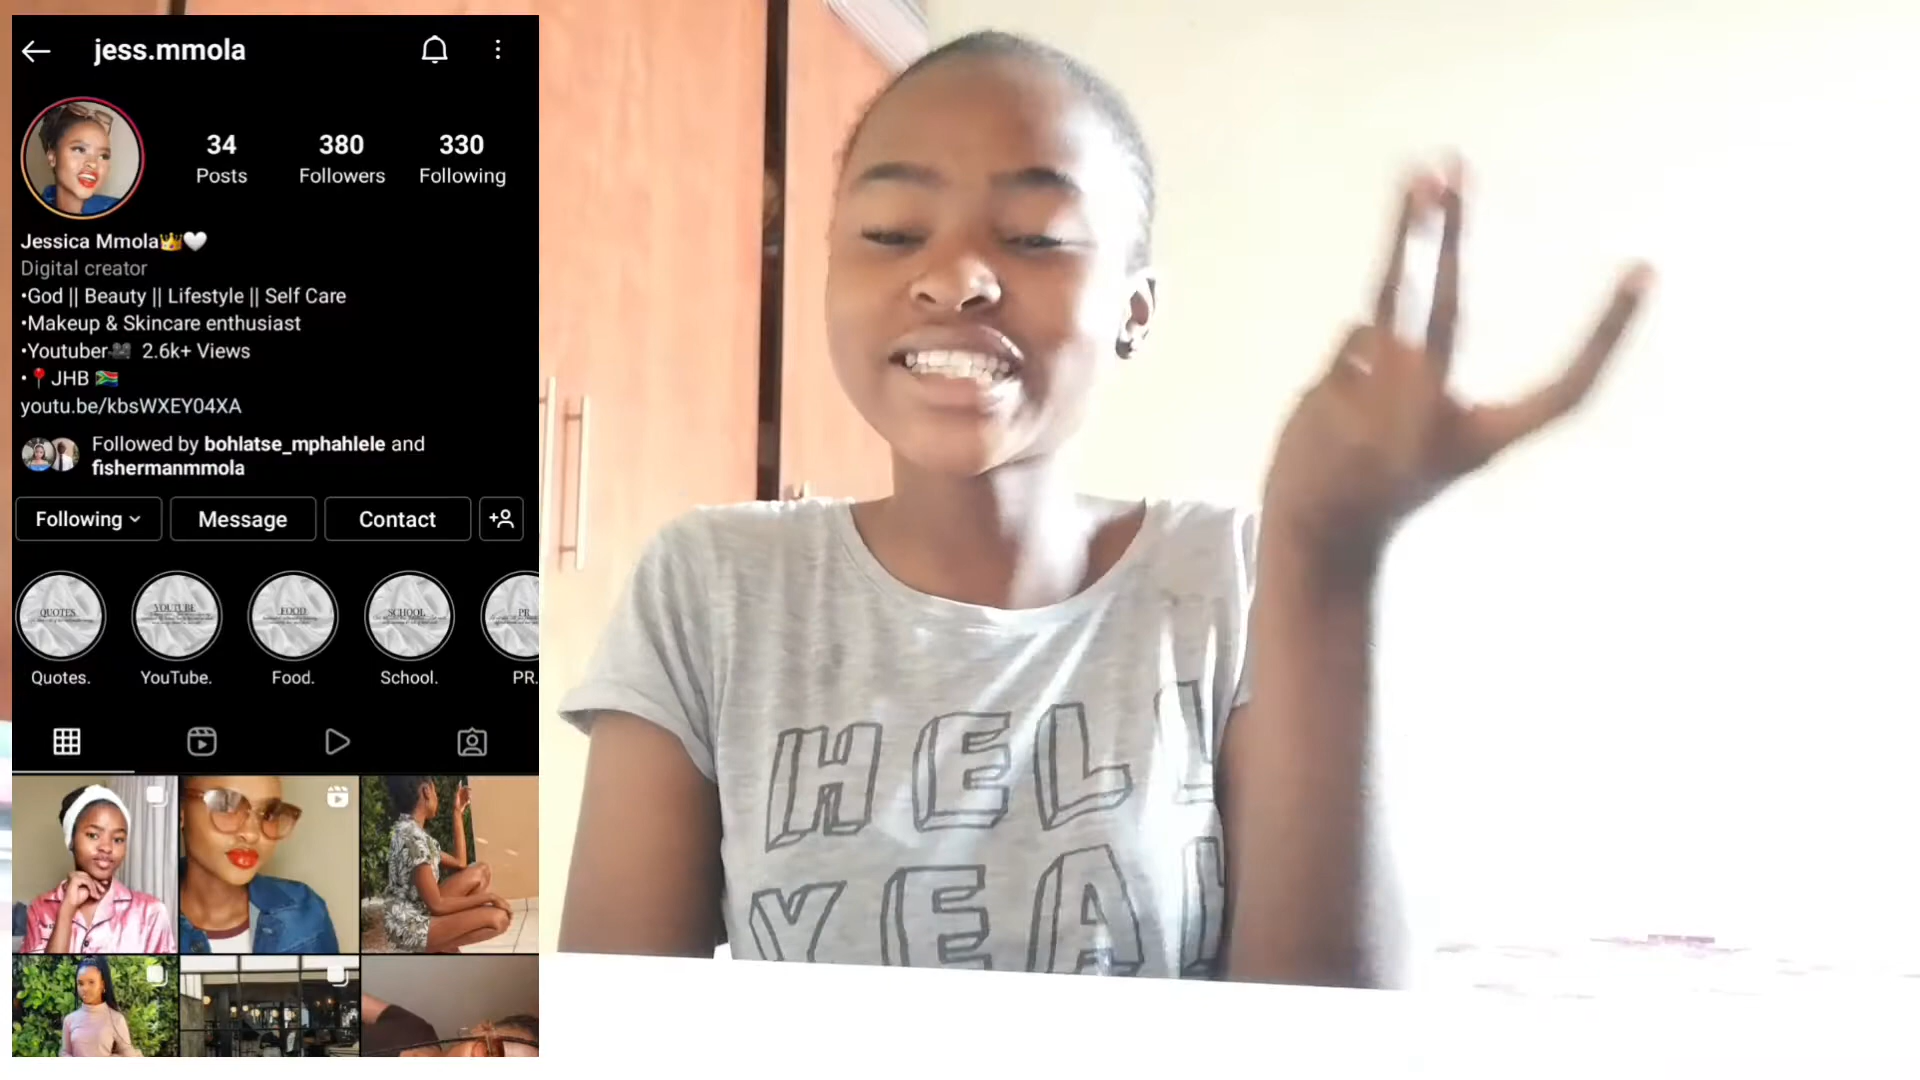 jess.mmola
34
Posts
380
Followers
330
Following
Jessica Mmola👑🤍
Digital creator
•God || Beauty || Lifestyle || Self Care
•Makeup & Skincare enthusiast
•Youtuber🎥 2.6k+ Views
•📍JHB 🇿🇦
youtu.be/kbsWXEY04XA
Followed by bohlatse_mphahlele and
fishermanmmola
Following
Message
Contact
QUOTES
YOUTUBE
FOOD
SCHOOL
PR
Quotes.
YouTube.
Food.
School.
PR.
HELL
YEAH